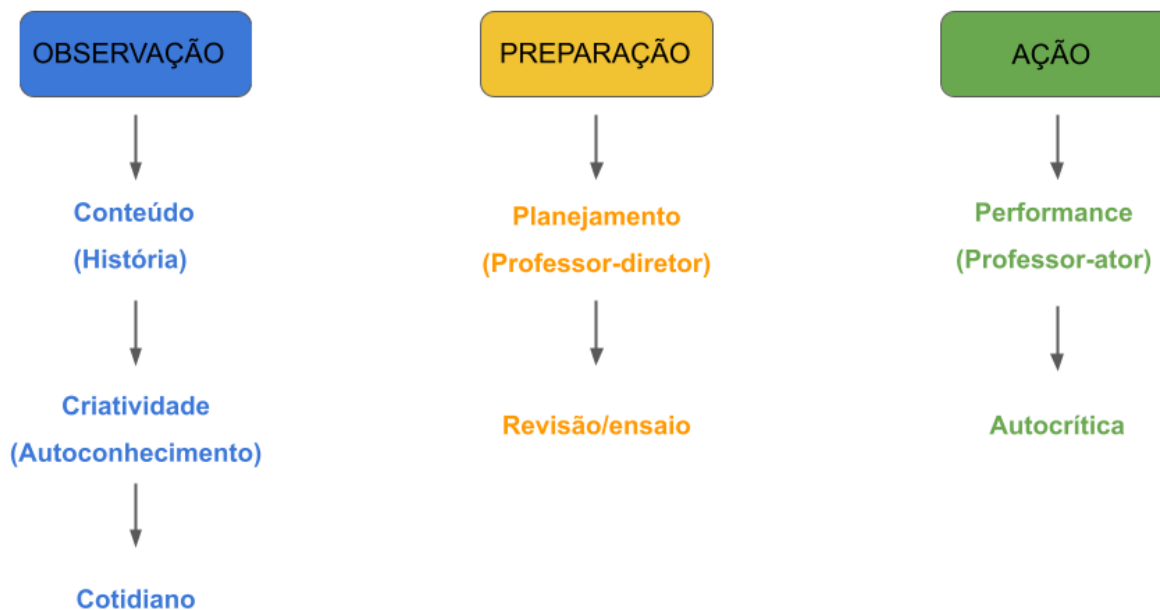 OBSERVAÇÃO
Conteúdo
(História)
Criatividade
(Autoconhecimento)
Cotidiano
PREPARAÇÃO
Planejamento
(Professor-diretor)
Revisão/ensaio
AÇÃO
Performance
(Professor-ator)
Autocrítica